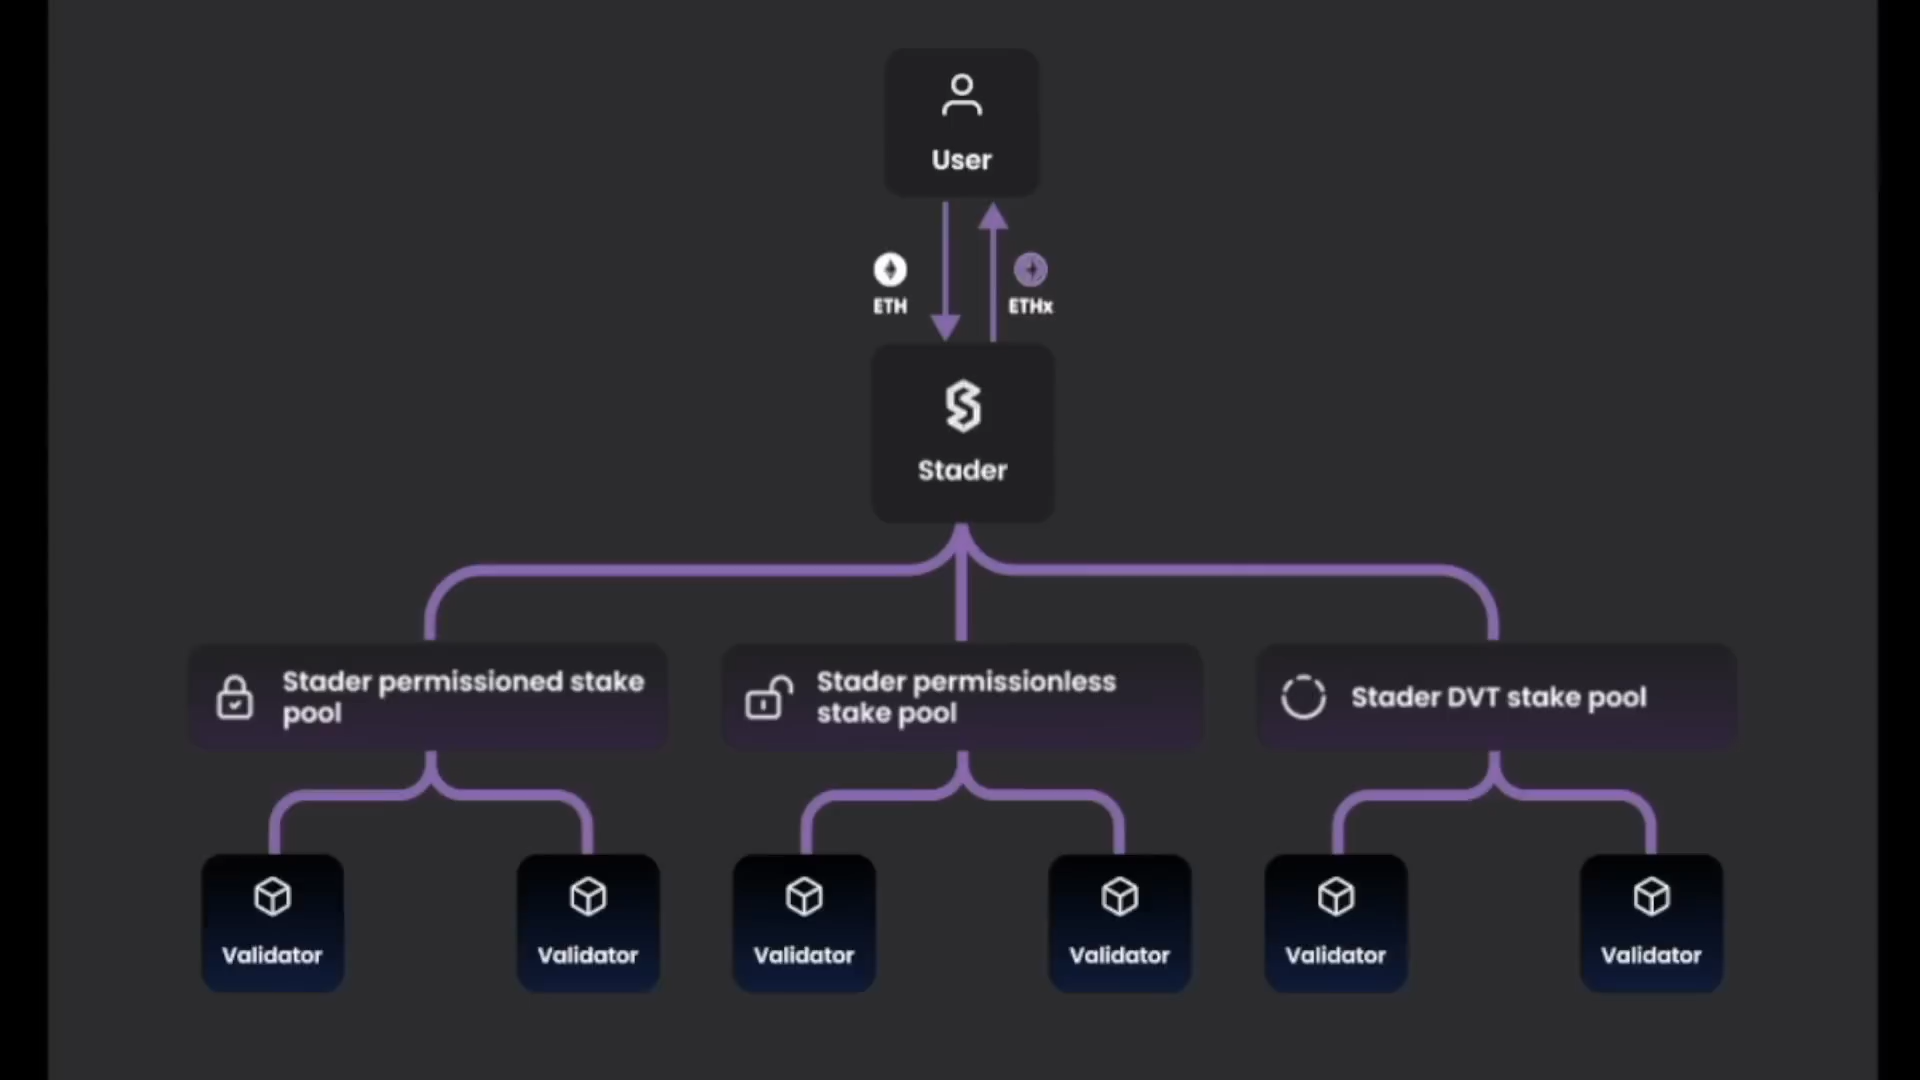 User
ETH
ETHx
Stader
Stader permissioned stake
pool
Stader permissionless
stake pool
Stader DVT stake pool
Validator
Validator
Validator
Validator
Validator
Validator